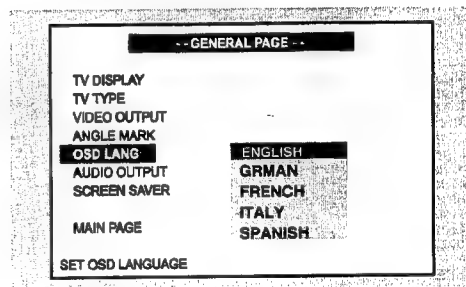 - - GENERAL PAGE - -
TV DISPLAY
TV TYPE
VIDEO OUTPUT
ANGLE MARK
OSD LANG
AUDIO OUTPUT
SCREEN SAVER
MAIN PAGE
ENGLISH
GRMAN
FRENCH
ITALY
SPANISH
SET OSD LANGUAGE